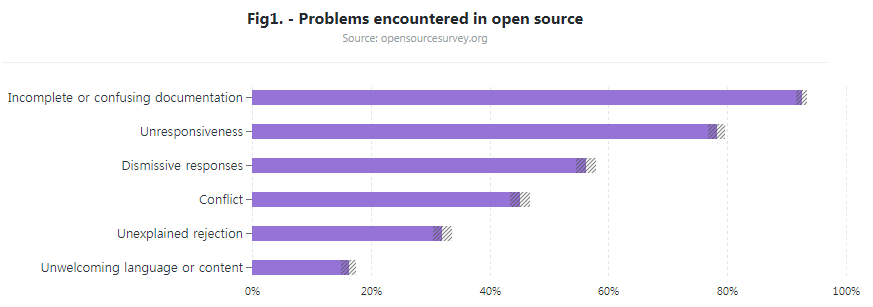 Fig1. - Problems encountered in open source
Source: opensourcesurvey.org
Incomplete or confusing documentation
Unresponsiveness
Dismissive responses
Conflict
Unexplained rejection
Unwelcoming language or content
0% 20% 40% 60% 80% 100%